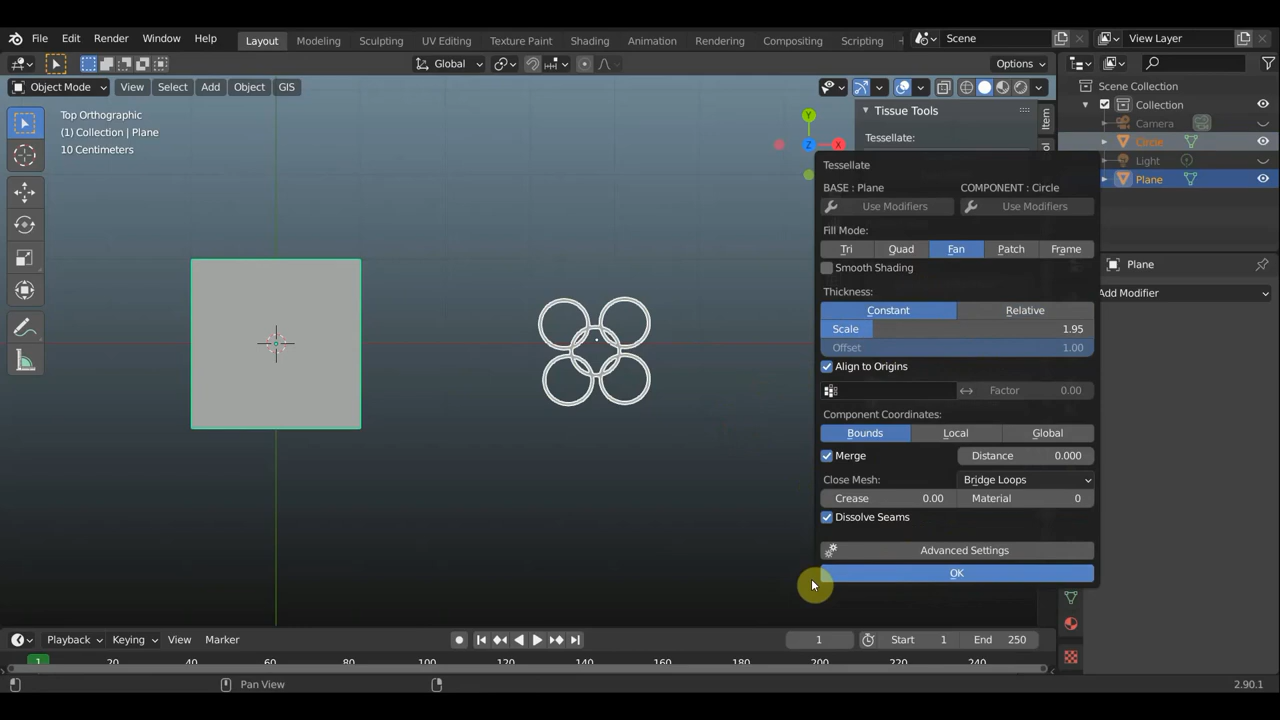 File Edit Render Window Help Layout Modeling Sculpting UV Editing Texture Paint Shading Animation Rendering Compositing Scripting + Scene View Layer
Global Options
Object Mode View Select Add Object GIS
Top Orthographic
(1) Collection | Plane
10 Centimeters
Y
X
Z
Tissue Tools
Tessellate:
Item
Scene Collection
Collection
Camera
Circle
Light
Plane
Plane
Add Modifier
Tessellate
BASE : Plane COMPONENT : Circle
Use Modifiers Use Modifiers
Fill Mode:
Tri Quad Fan Patch Frame
Smooth Shading
Thickness:
Constant Relative
Scale 1.95
Offset 1.00
Align to Origins
Factor 0.00
Component Coordinates:
Bounds Local Global
Merge Distance 0.000
Close Mesh: Bridge Loops
Crease 0.00 Material 0
Dissolve Seams
Advanced Settings
OK
Playback Keying View Marker 1 Start 1 End 250
1 20 40 60 80 100 120 140 160 180 200 220 240
Pan View 2.90.1